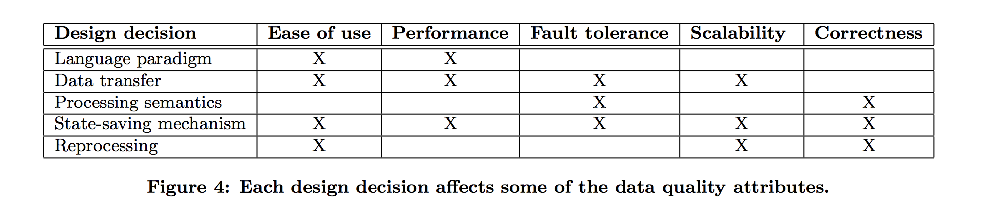 Design decision Ease of use Performance Fault tolerance Scalability Correctness
Language paradigm X X
Data transfer X X X X
Processing semantics X X
State-saving mechanism X X X X X
Reprocessing X X X
Figure 4: Each design decision affects some of the data quality attributes.